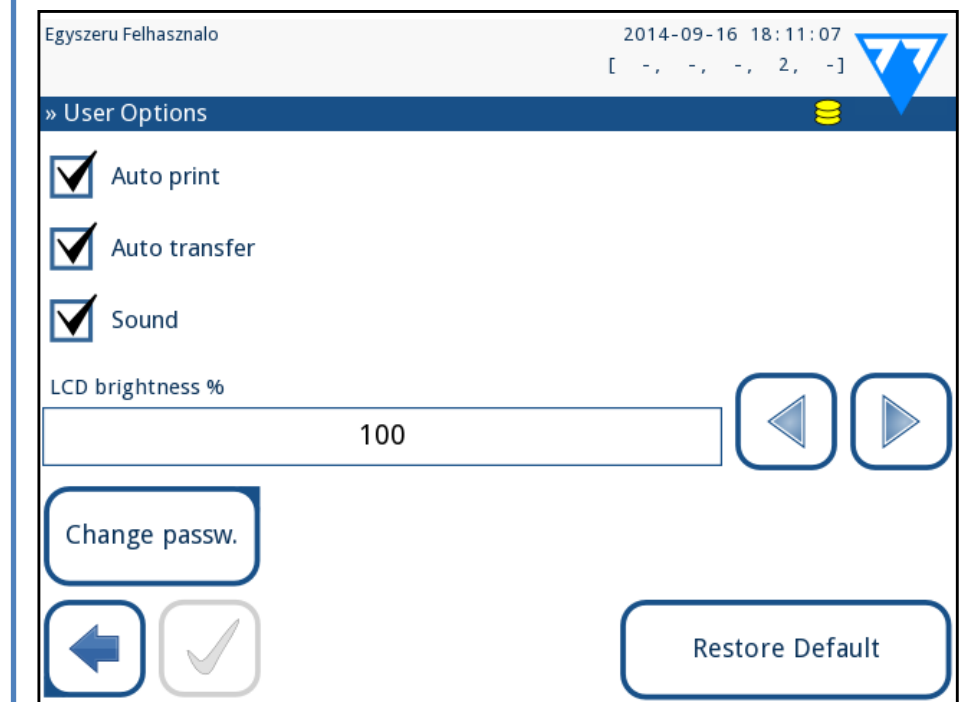 Egyszeru Felhasznalo
2014-09-16 18:11:07
[ -, -, -, 2, -]
» User Options
Auto print
Auto transfer
Sound
LCD brightness %
100
Change passw.
Restore Default